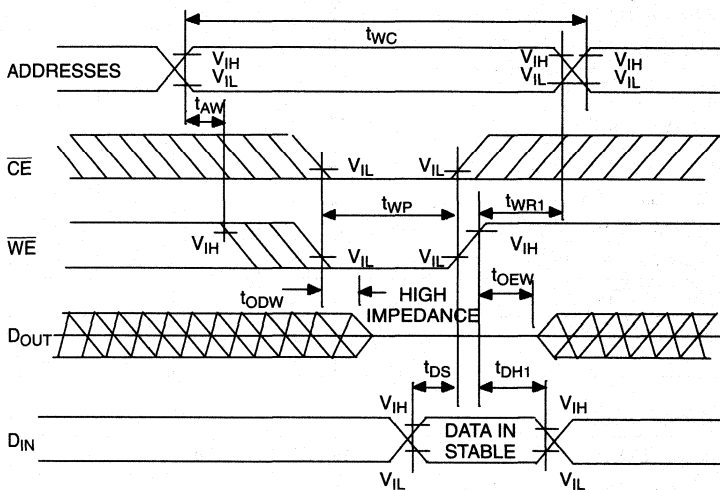 tWC
ADDRESSES
VIH
VIL
VIH
VIL
VIH
VIL
tAW
CE
VIL
VIL
tWP
tWR1
WE
VIH
VIL
VIL
VIH
tODW
HIGH
IMPEDANCE
tOEW
DOUT
tDS
tDH1
VIH
VIH
DIN
DATA IN
STABLE
VIL
VIL